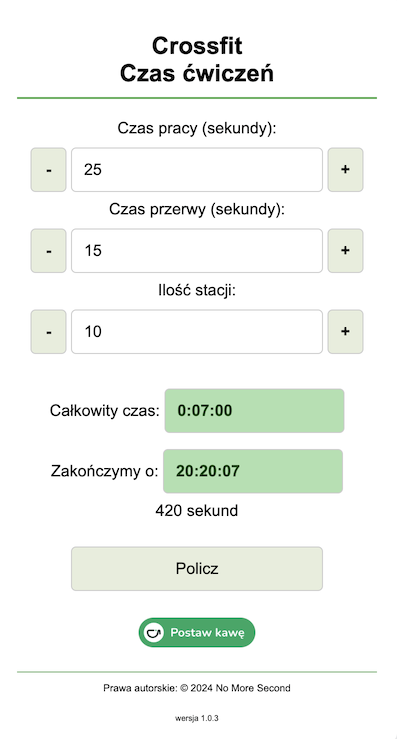 Crossfit
Czas ćwiczeń
Czas pracy (sekundy):
- 25 +
Czas przerwy (sekundy):
- 15 +
Ilość stacji:
- 10 +
Całkowity czas: 0:07:00
Zakończymy o: 20:20:07
420 sekund
Policz
Postaw kawę
Prawa autorskie: © 2024 No More Second
wersja 1.0.3